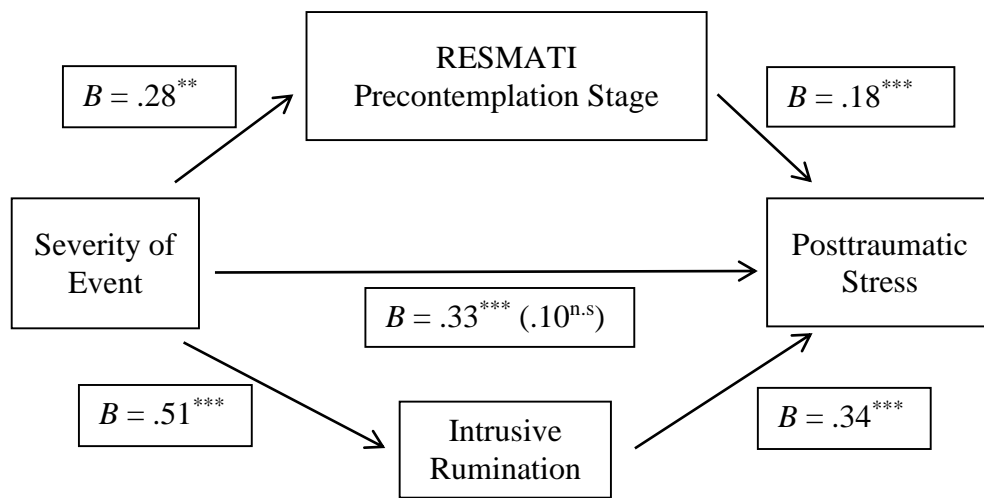 RESMATI
Precontemplation Stage
B = .28**
B = .18***
Severity of
Event
Posttraumatic
Stress
B = .33*** (.10n.s)
B = .51***
Intrusive
Rumination
B = .34***